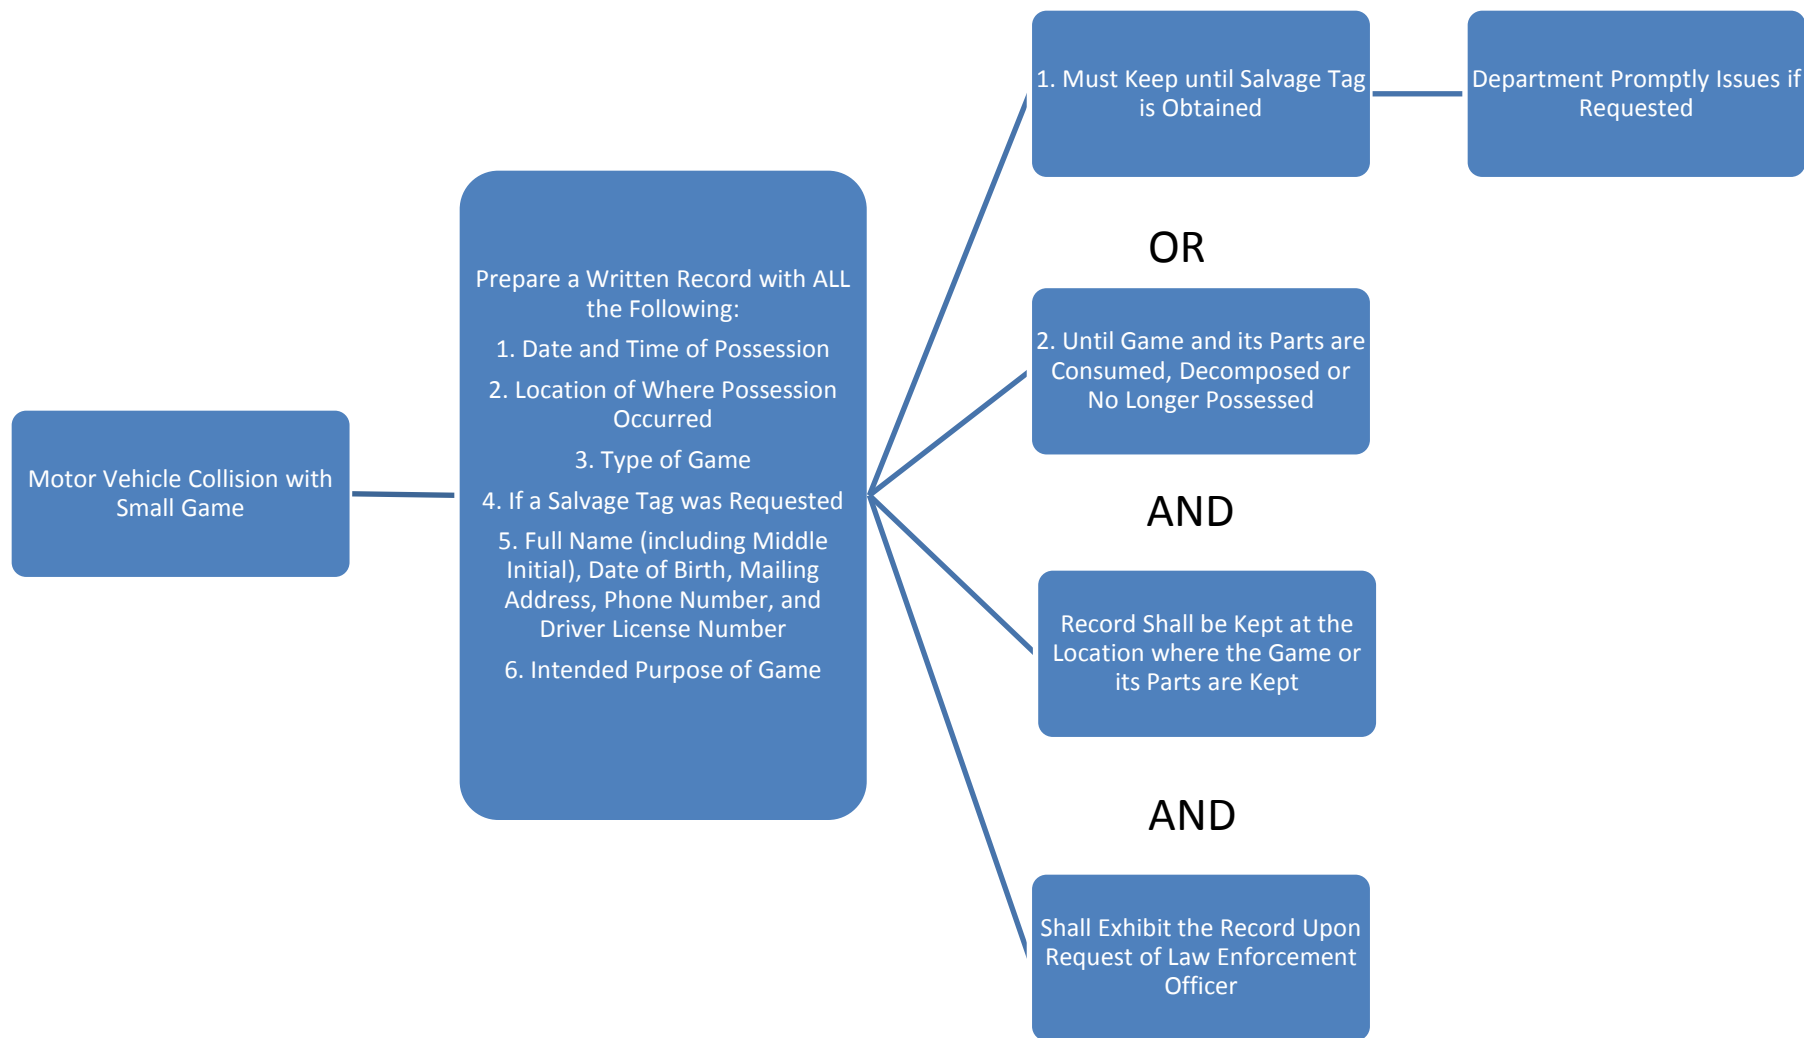 Motor Vehicle Collision with
Small Game
Prepare a Written Record with ALL
the Following:
1. Date and Time of Possession
2. Location of Where Possession
Occurred
3. Type of Game
4. If a Salvage Tag was Requested
5. Full Name (including Middle
Initial), Date of Birth, Mailing
Address, Phone Number, and
Driver License Number
6. Intended Purpose of Game
1. Must Keep until Salvage Tag
is Obtained
Department Promptly Issues if
Requested
OR
2. Until Game and its Parts are
Consumed, Decomposed or
No Longer Possessed
AND
Record Shall be Kept at the
Location where the Game or
its Parts are Kept
AND
Shall Exhibit the Record Upon
Request of Law Enforcement
Officer